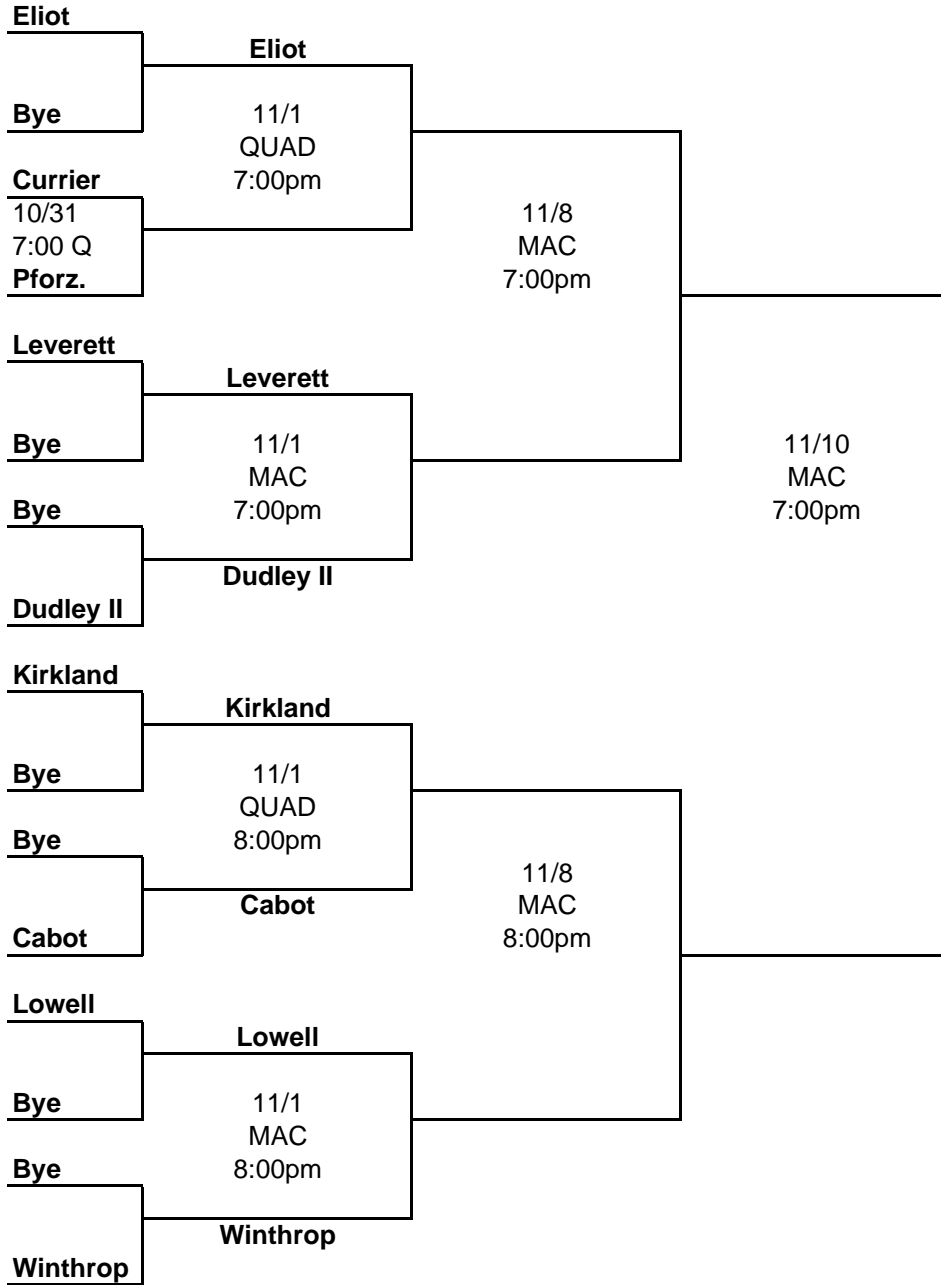 Eliot
Eliot
Bye
11/1
QUAD
7:00pm
Currier
10/31
7:00 Q
Pforz.
11/8
MAC
7:00pm
Leverett
Leverett
Bye
11/1
MAC
7:00pm
Bye
Dudley II
Dudley II
11/10
MAC
7:00pm
Kirkland
Kirkland
Bye
11/1
QUAD
8:00pm
Bye
Cabot
Cabot
11/8
MAC
8:00pm
Lowell
Lowell
Bye
11/1
MAC
8:00pm
Bye
Winthrop
Winthrop